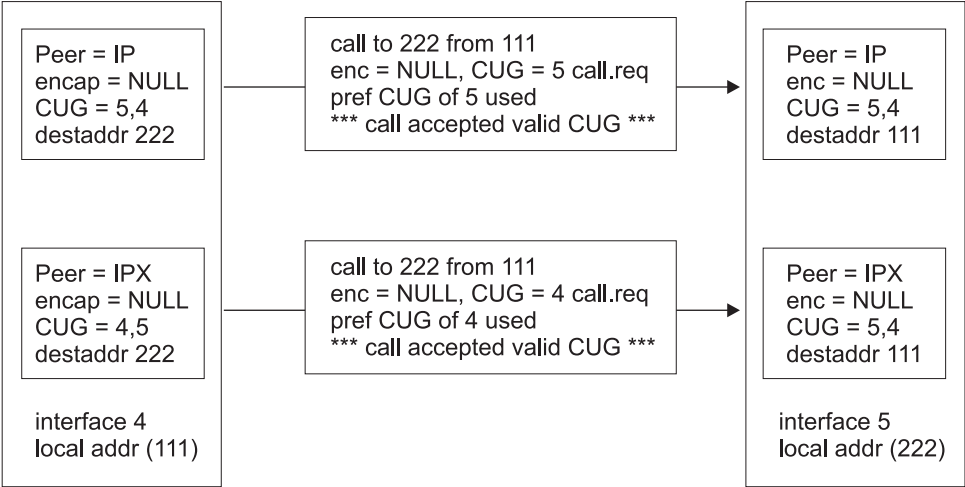 Peer = IP
encap = NULL
CUG = 5,4
destaddr 222
call to 222 from 111
enc = NULL, CUG = 5 call.req
pref CUG of 5 used
*** call accepted valid CUG ***
Peer = IP
enc = NULL
CUG = 5,4
destaddr 111
Peer = IPX
encap = NULL
CUG = 4,5
destaddr 222
call to 222 from 111
enc = NULL, CUG = 4 call.req
pref CUG of 4 used
*** call accepted valid CUG ***
Peer = IPX
enc = NULL
CUG = 5,4
destaddr 111
interface 4
local addr (111)
interface 5
local addr (222)